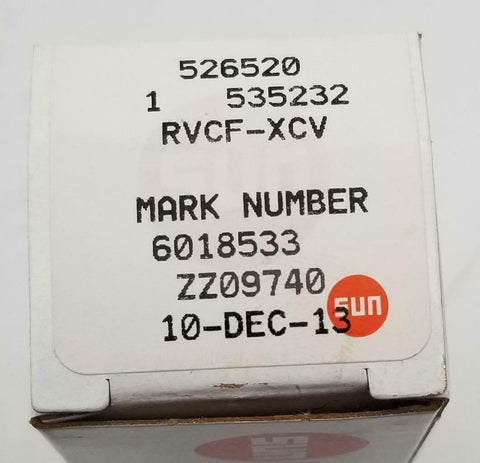 526520
1 535232
RVCF-XCV
MARK NUMBER
6018533
ZZ09740
sun
10-DEC-13